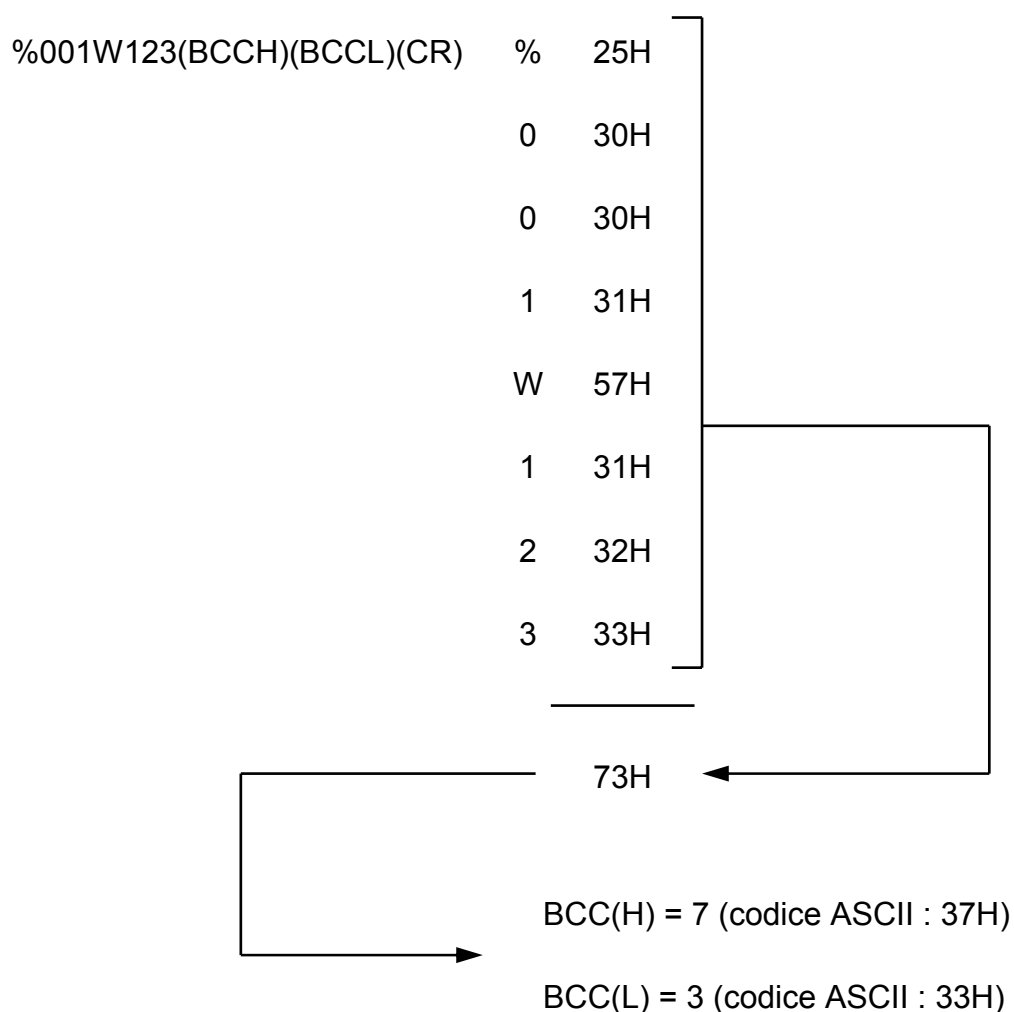 %001W123(BCCH)(BCCL)(CR) % 25H
0 30H
0 30H
1 31H
W 57H
1 31H
2 32H
3 33H
73H
BCC(H) = 7 (codice ASCII : 37H)
BCC(L) = 3 (codice ASCII : 33H)